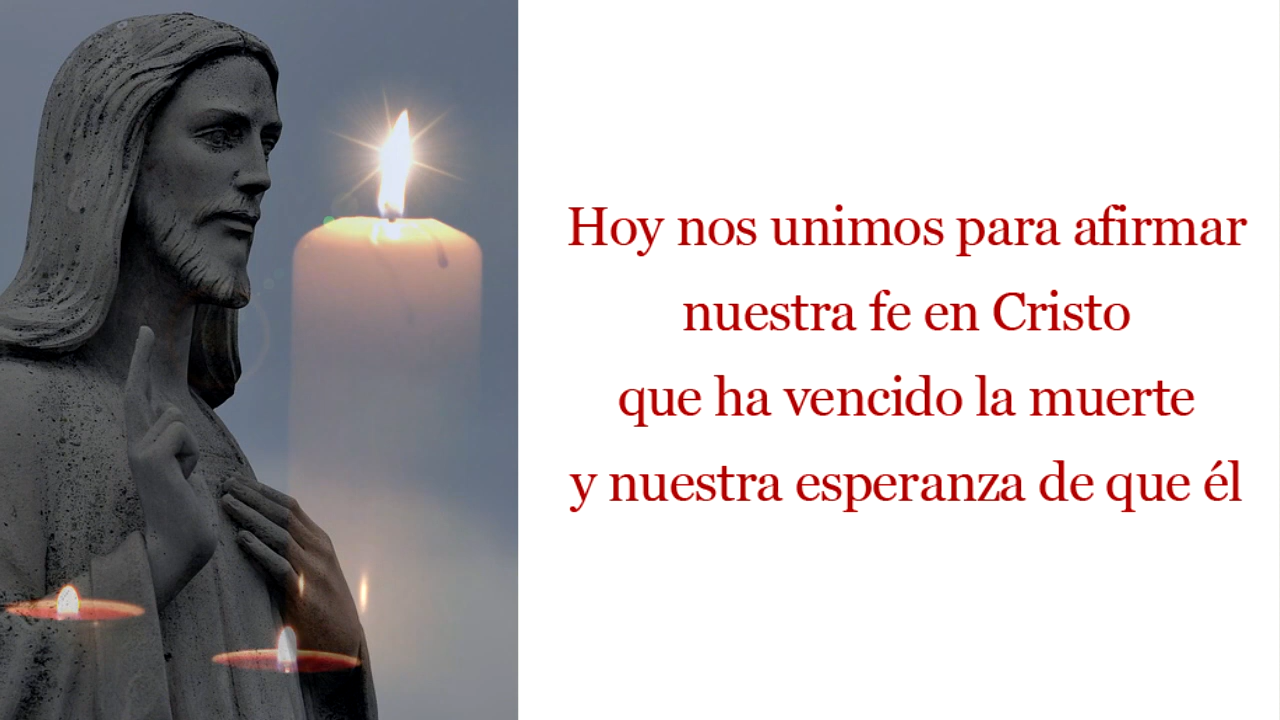 Hoy nos unimos para afirmar
nuestra fe en Cristo
que ha vencido la muerte
y nuestra esperanza de que él